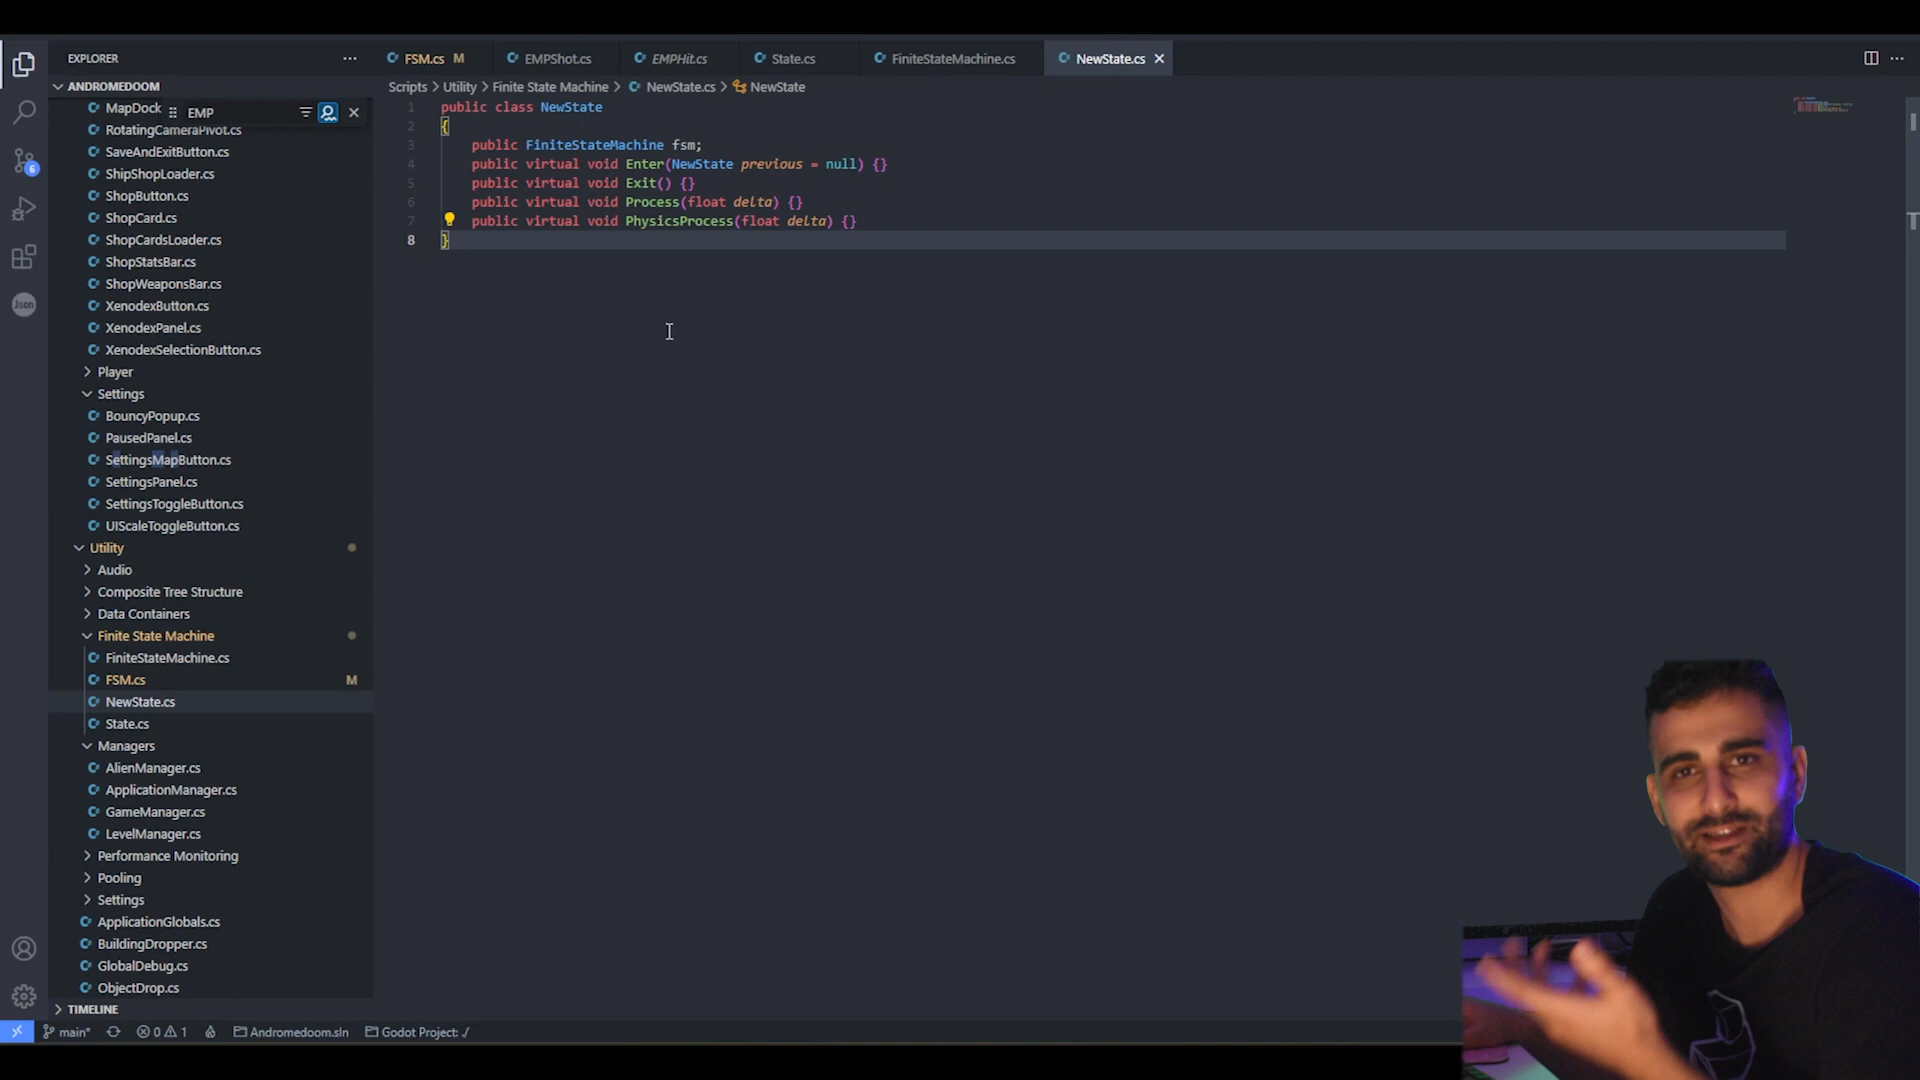 EXPLORER
ANDROMEDOOM
MapDock
EMP
RotatingCameraPivot.cs
SaveAndExitButton.cs
ShipShopLoader.cs
ShopButton.cs
ShopCard.cs
ShopCardsLoader.cs
ShopStatsBar.cs
ShopWeaponsBar.cs
XenodexButton.cs
XenodexPanel.cs
XenodexSelectionButton.cs
Player
Settings
BouncyPopup.cs
PausedPanel.cs
SettingsMapButton.cs
SettingsPanel.cs
SettingsToggleButton.cs
UIScaleToggleButton.cs
Utility
Audio
Composite Tree Structure
Data Containers
Finite State Machine
FiniteStateMachine.cs
FSM.cs M
NewState.cs
State.cs
Managers
AlienManager.cs
ApplicationManager.cs
GameManager.cs
LevelManager.cs
Performance Monitoring
Pooling
Settings
ApplicationGlobals.cs
BuildingDropper.cs
GlobalDebug.cs
ObjectDrop.cs
TIMELINE
6
Json
FSM.cs M EMPShot.cs EMPHit.cs State.cs FiniteStateMachine.cs NewState.cs
Scripts > Utility > Finite State Machine > NewState.cs > NewState
1 public class NewState
2 {
3 public FiniteStateMachine fsm;
4 public virtual void Enter(NewState previous = null) {}
5 public virtual void Exit() {}
6 public virtual void Process(float delta) {}
7 public virtual void PhysicsProcess(float delta) {}
8 }
main* 0 1 Andromedoom.sln Godot Project: ./